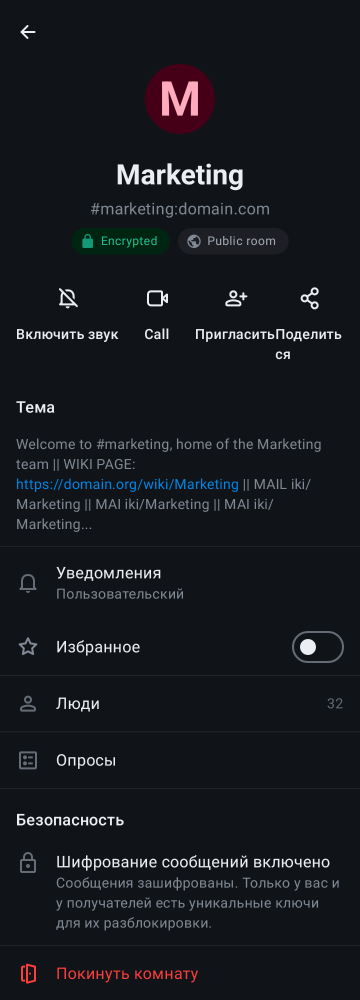 M
Marketing
#marketing:domain.com
Encrypted
Public room
Включить звук
Call
Пригласить
Поделить
ся
Тема
Welcome to #marketing, home of the Marketing
team || WIKI PAGE:
https://domain.org/wiki/Marketing || MAIL iki/
Marketing || MAI iki/Marketing || MAI iki/
Marketing...
Уведомления
Пользовательский
Избранное
Люди
32
Опросы
Безопасность
Шифрование сообщений включено
Сообщения зашифрованы. Только у вас и
у получателей есть уникальные ключи
для их разблокировки.
Покинуть комнату